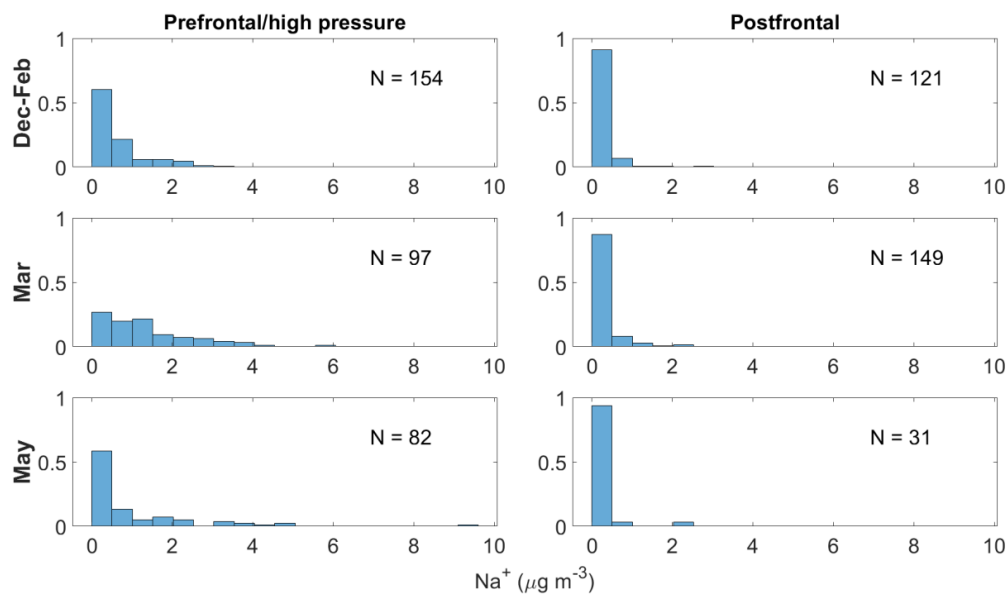 Prefrontal/high pressure
Postfrontal
Dec-Feb
1
0.5
0
N = 154
0 2 4 6 8 10
1
0.5
0
N = 121
0 2 4 6 8 10
Mar
1
0.5
0
N = 97
0 2 4 6 8 10
1
0.5
0
N = 149
0 2 4 6 8 10
May
1
0.5
0
N = 82
0 2 4 6 8 10
1
0.5
0
N = 31
0 2 4 6 8 10
Na⁺ (μg m⁻³)